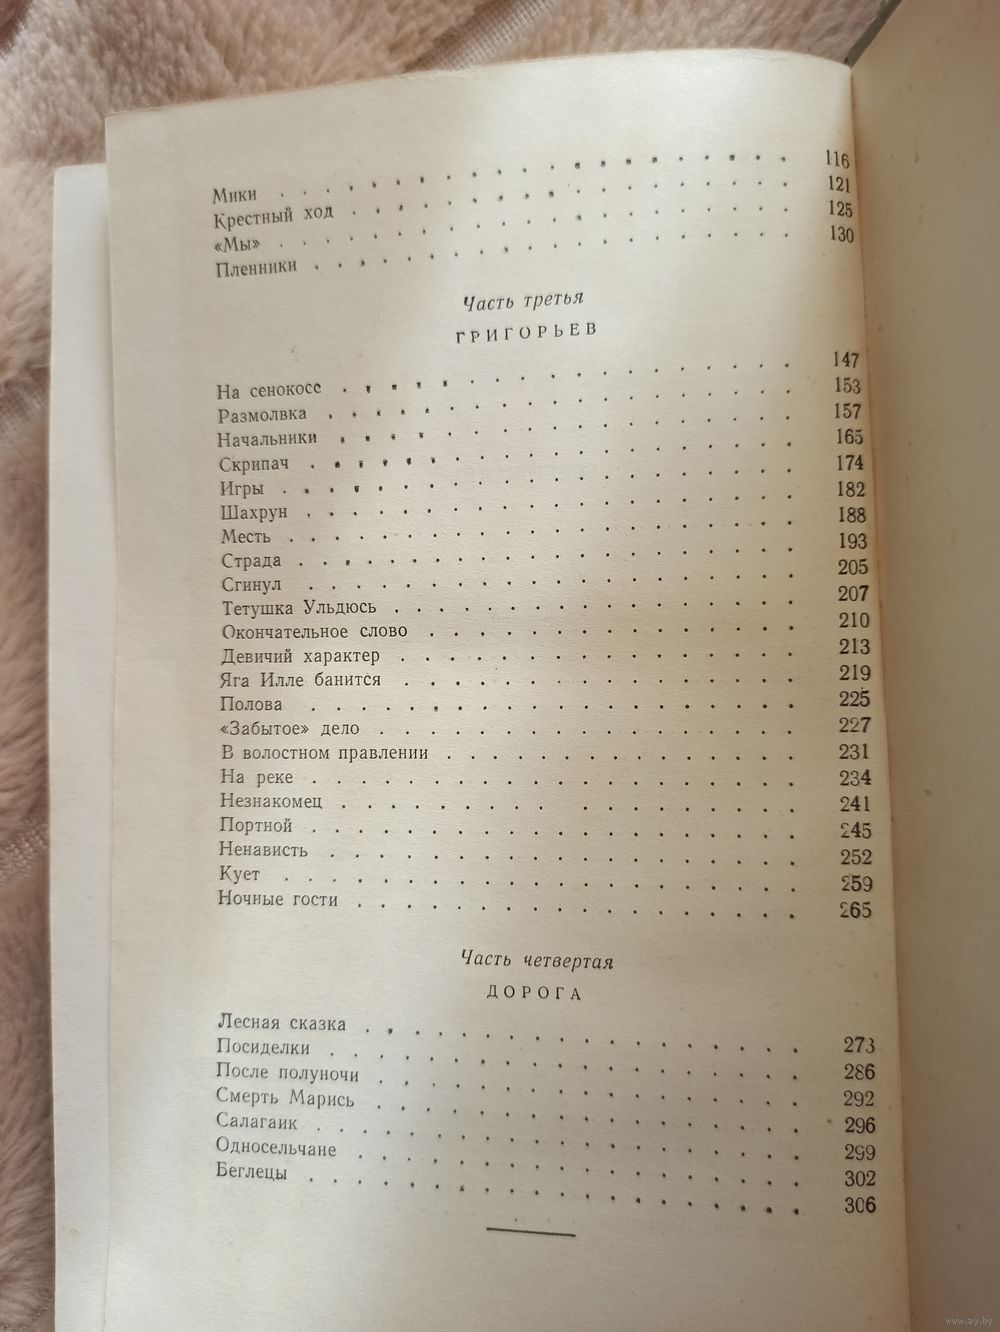 Мики . . . . . . . . . . . . . . . . . . . . 116
Крестный ход . . . . . . . . . . . . . . . . . . 121
«Мы» . . . . . . . . . . . . . . . . . . . . 125
Пленники . . . . . . . . . . . . . . . . . . . 130
Часть третья
ГРИГОРЬЕВ
На сенокосе . . . . . . . . . . . . . . . . . . 147
Размолвка . . . . . . . . . . . . . . . . . . . 153
Начальники . . . . . . . . . . . . . . . . . . 157
Скрипач . . . . . . . . . . . . . . . . . . . 165
Игры . . . . . . . . . . . . . . . . . . . . 174
Шахрун . . . . . . . . . . . . . . . . . . . 182
Месть . . . . . . . . . . . . . . . . . . . . 188
Страда . . . . . . . . . . . . . . . . . . . . 193
Сгинул . . . . . . . . . . . . . . . . . . . 205
Тетушка Ульдюсь . . . . . . . . . . . . . . . . 207
Окончательное слово . . . . . . . . . . . . . . . 210
Девичий характер . . . . . . . . . . . . . . . . 213
Яга Илле банится . . . . . . . . . . . . . . . . 219
Полова . . . . . . . . . . . . . . . . . . . 225
«Забытое» дело . . . . . . . . . . . . . . . . . 227
В волостном правлении . . . . . . . . . . . . . . 231
На реке . . . . . . . . . . . . . . . . . . . 234
Незнакомец . . . . . . . . . . . . . . . . . . 241
Портной . . . . . . . . . . . . . . . . . . . 245
Ненависть . . . . . . . . . . . . . . . . . . . 252
Кует . . . . . . . . . . . . . . . . . . . . 259
Ночные гости . . . . . . . . . . . . . . . . . . 265
Часть четвертая
ДОРОГА
Лесная сказка . . . . . . . . . . . . . . . . . . 273
Посиделки . . . . . . . . . . . . . . . . . . . 286
После полуночи . . . . . . . . . . . . . . . . . 292
Смерть Марись . . . . . . . . . . . . . . . . . 296
Салагаик . . . . . . . . . . . . . . . . . . . 299
Односельчане . . . . . . . . . . . . . . . . . . 302
Беглецы . . . . . . . . . . . . . . . . . . . . 306
www.ay.by